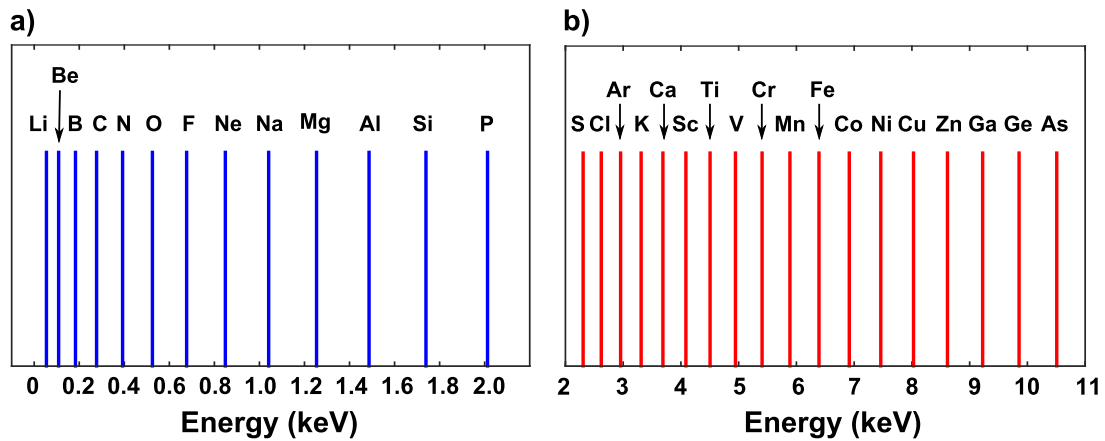 a)
Be
Li B C N O F Ne Na Mg Al Si P
0 0.2 0.4 0.6 0.8 1.0 1.2 1.4 1.6 1.8 2.0
Energy (keV)
b)
Ar Ca Ti Cr Fe
S Cl K Sc V Mn Co Ni Cu Zn Ga Ge As
2 3 4 5 6 7 8 9 10 11
Energy (keV)